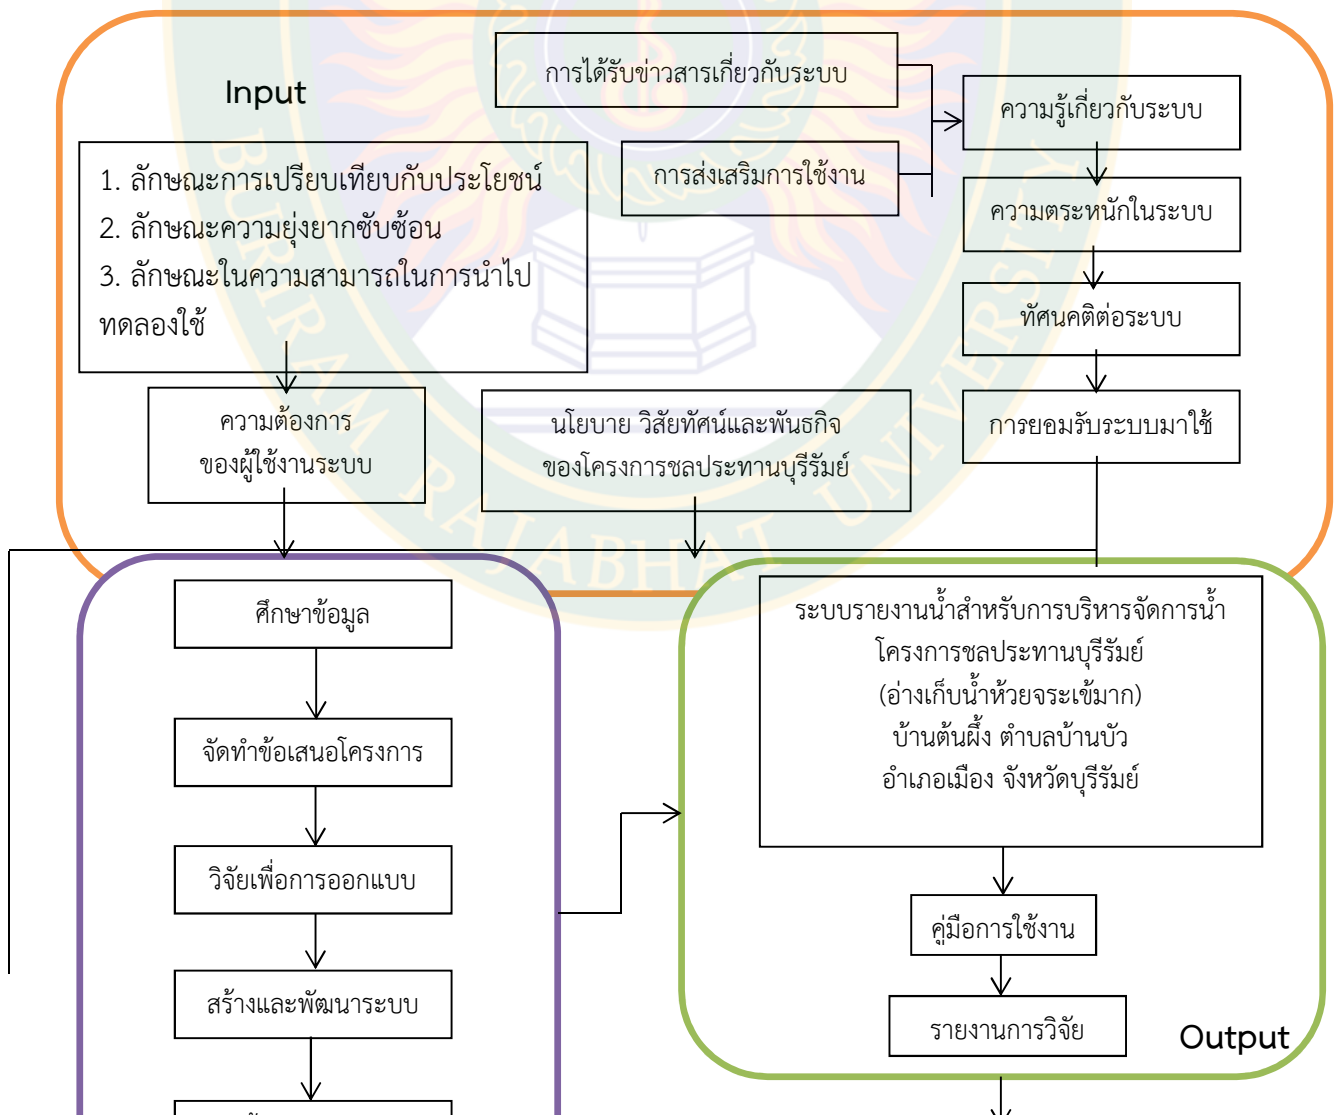 Input
การได้รับข่าวสารเกี่ยวกับระบบ
การส่งเสริมการใช้งาน
ความรู้เกี่ยวกับระบบ
ความตระหนักในระบบ
ทัศนคติต่อระบบ
การยอมรับระบบมาใช้
1. ลักษณะการเปรียบเทียบกับประโยชน์
2. ลักษณะความยุ่งยากซับซ้อน
3. ลักษณะในความสามารถในการนำไป
ทดลองใช้
ความต้องการ
ของผู้ใช้งานระบบ
นโยบาย วิสัยทัศน์และพันธกิจ
ของโครงการชลประทานบุรีรัมย์
ศึกษาข้อมูล
จัดทำข้อเสนอโครงการ
วิจัยเพื่อการออกแบบ
สร้างและพัฒนาระบบ
ระบบรายงานน้ำสำหรับการบริหารจัดการน้ำ
โครงการชลประทานบุรีรัมย์
(อ่างเก็บน้ำห้วยจระเข้มาก)
บ้านต้นผึ้ง ตำบลบ้านบัว
อำเภอเมือง จังหวัดบุรีรัมย์
คู่มือการใช้งาน
รายงานการวิจัย
Output
BURIRAM RAJABHAT UNIVERSITY